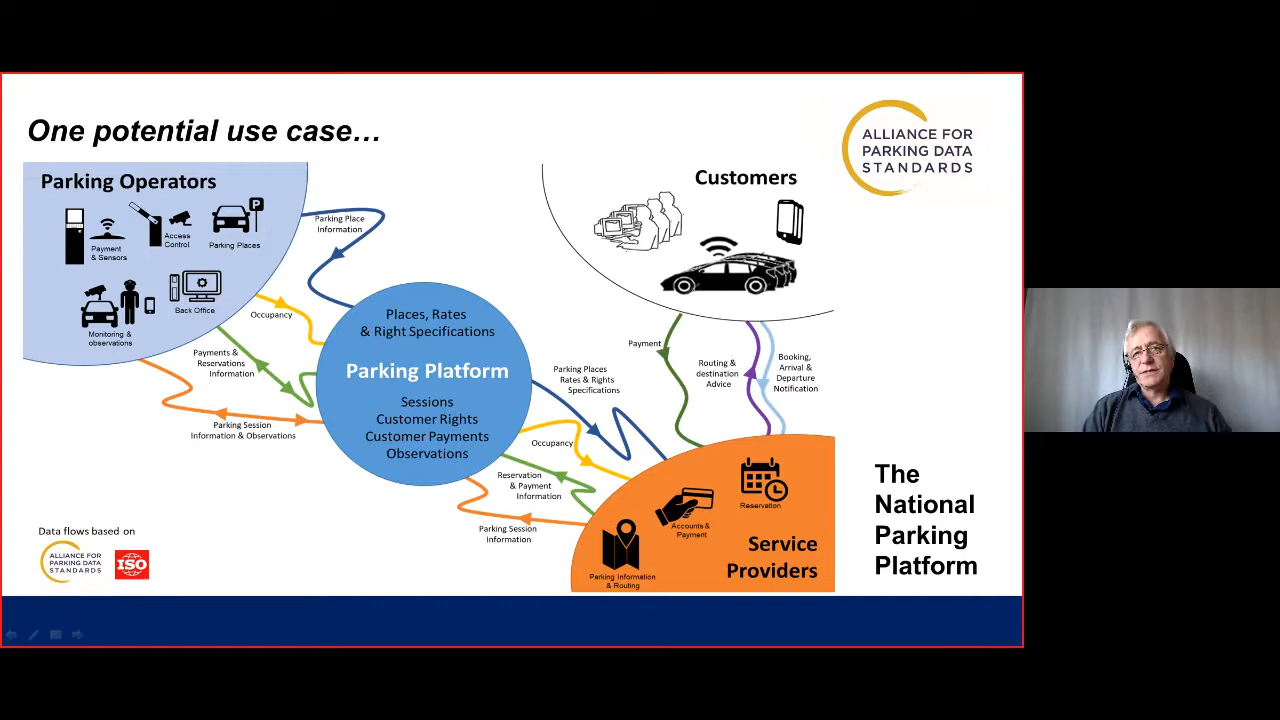 One potential use case…
ALLIANCE FOR
PARKING DATA
STANDARDS
Parking Operators
Payment
& Sensors
Access
Control
P
Parking Places
Monitoring &
observations
Back Office
Parking Place
Information
Occupancy
Payments &
Reservations
Information
Parking Session
Information & Observations
Places, Rates
& Right Specifications
Parking Platform
Sessions
Customer Rights
Customer Payments
Observations
Customers
Payment
Routing &
destination
Advice
Booking,
Arrival &
Departure
Notification
Parking Places
Rates & Rights
Specifications
Occupancy
Reservation
& Payment
Information
Parking Session
Information
Reservation
Accounts &
Payment
Parking Information
& Routing
Service
Providers
The
National
Parking
Platform
Data flows based on
ALLIANCE FOR
PARKING DATA
STANDARDS
ISO